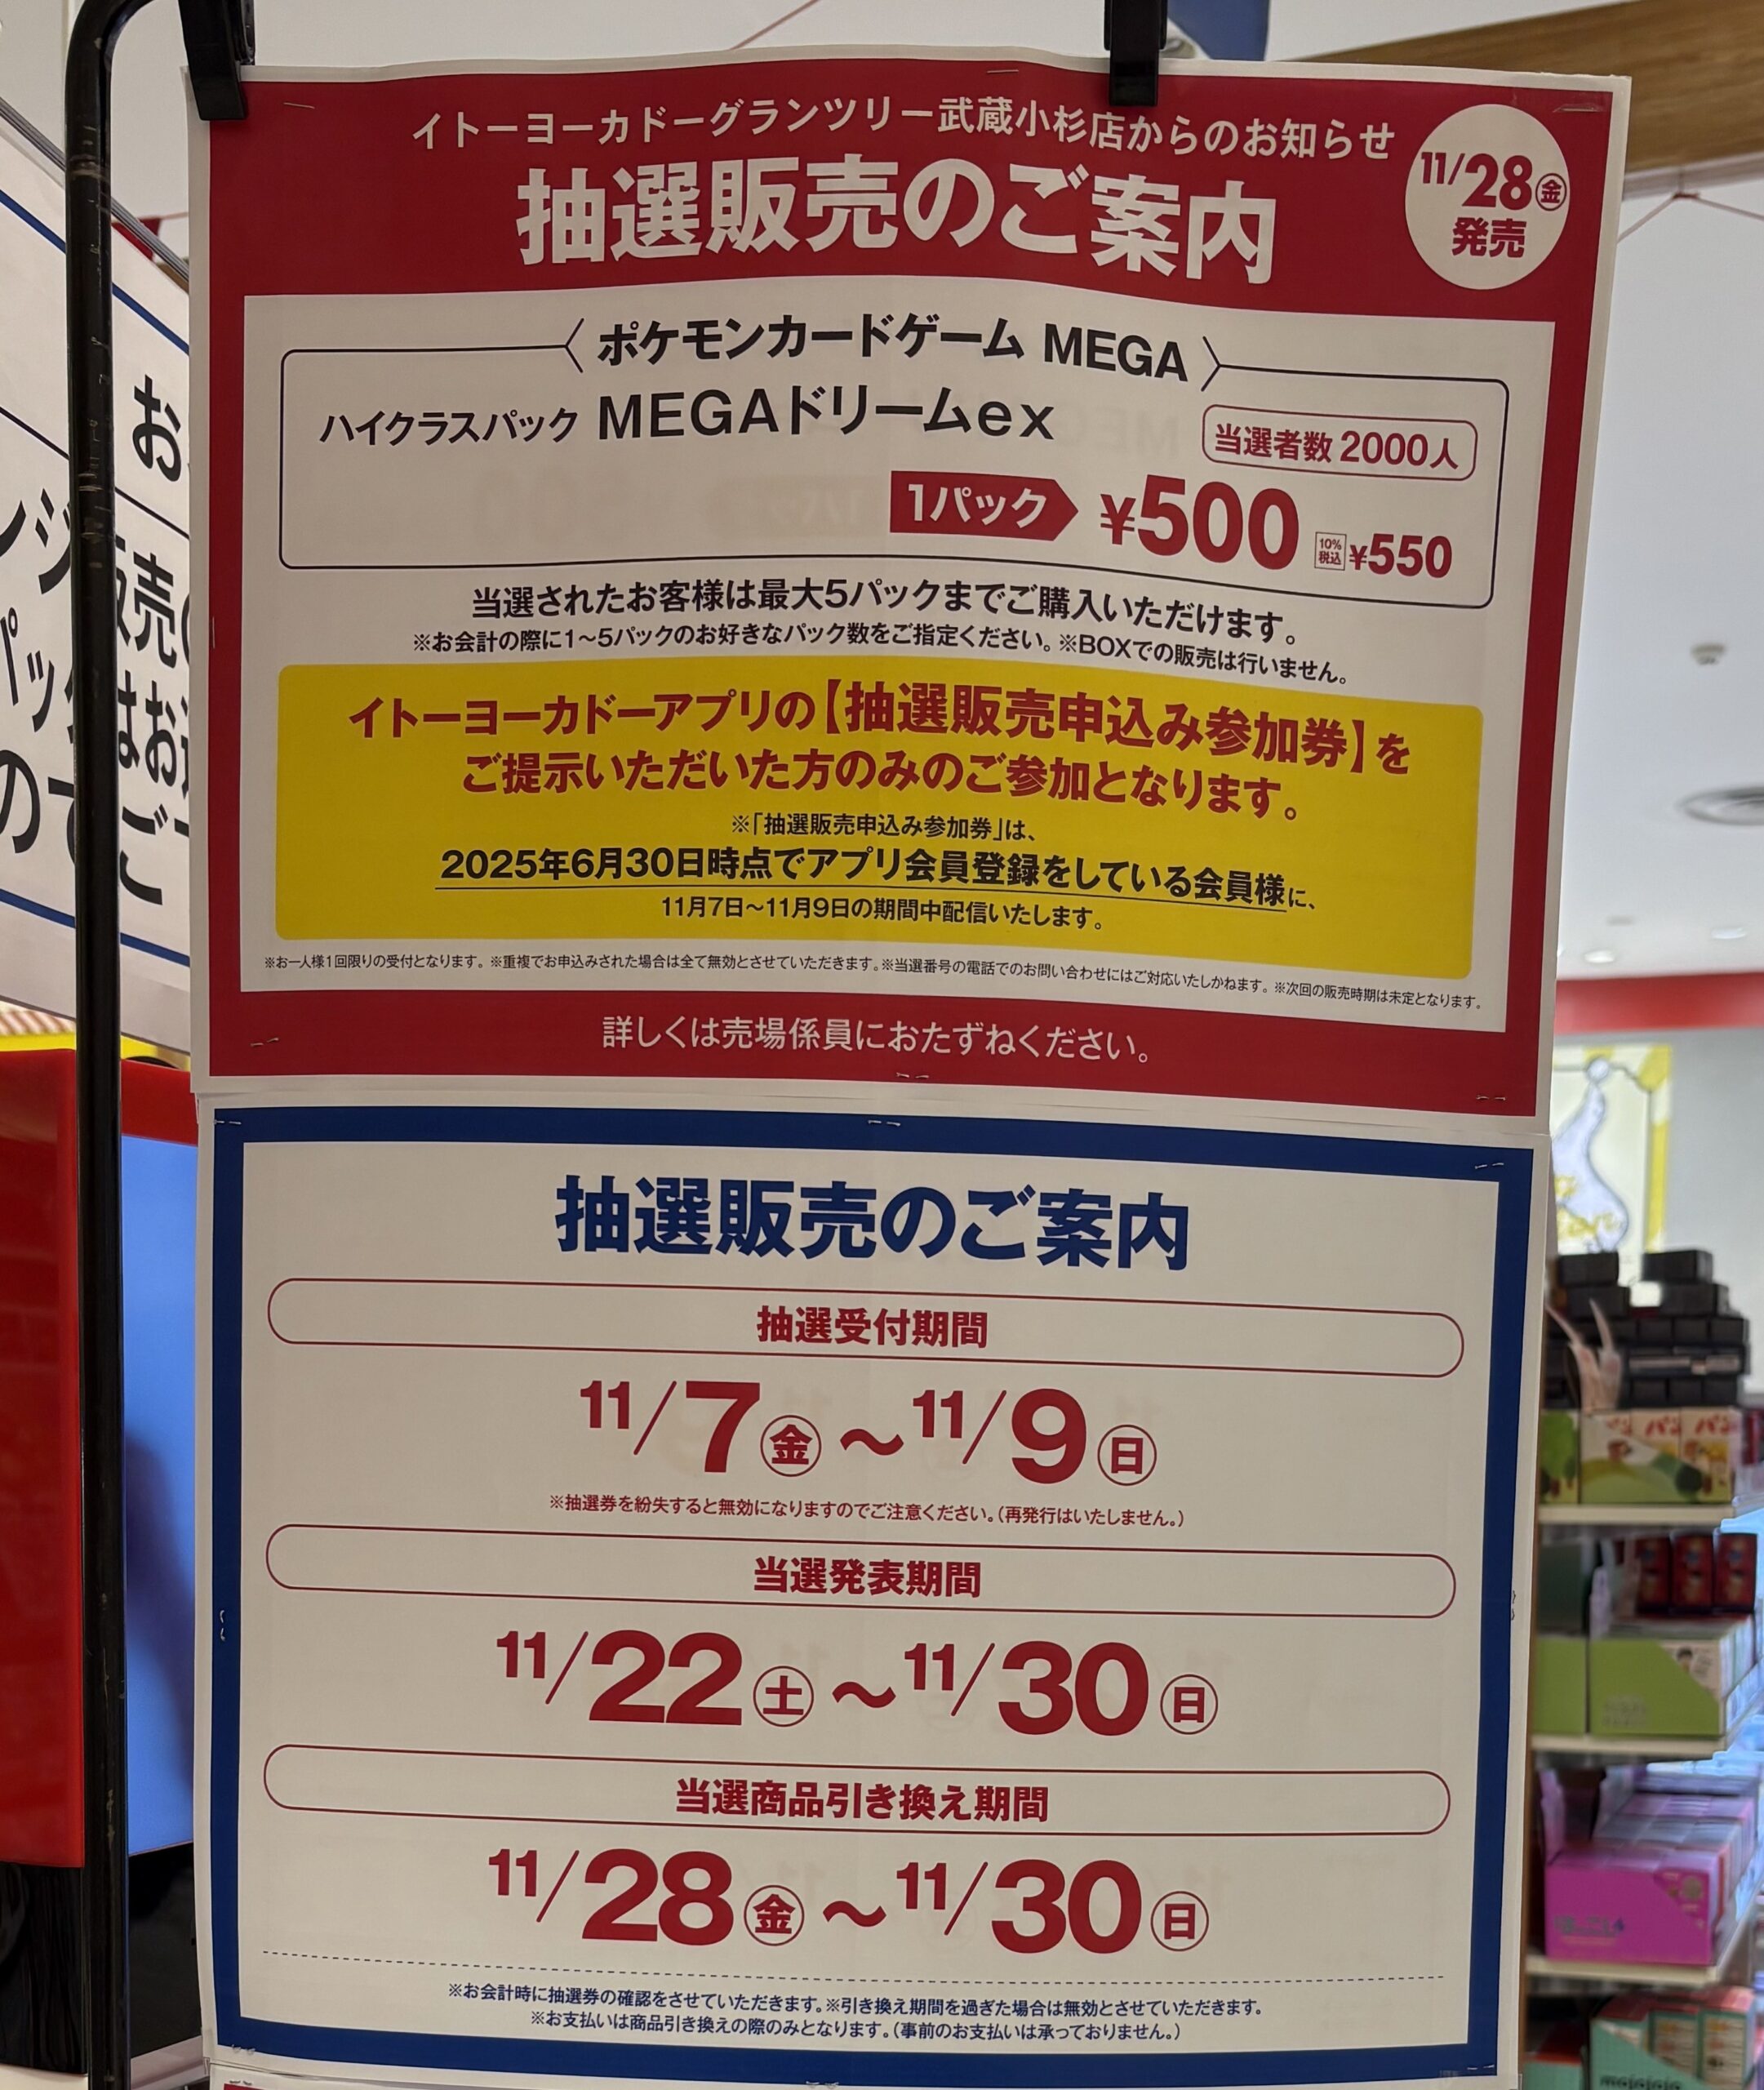 イトーヨーカドーグランツリー武蔵小杉店からのお知らせ
抽選販売のご案内
11/28㊎
発売
ポケモンカードゲーム MEGA
ハイクラスパック MEGAドリームex
当選者数 2000人
1パック ¥500 10%税込 ¥550
当選されたお客様は最大5パックまでご購入いただけます。
※お会計の際に1〜5パックのお好きなパック数をご指定ください。※BOXでの販売は行いません。
イトーヨーカドーアプリの【抽選販売申込み参加券】を
ご提示いただいた方のみのご参加となります。
※「抽選販売申込み参加券」は、
2025年6月30日時点でアプリ会員登録をしている会員様に、
11月7日〜11月9日の期間中配信いたします。
※お一人様1回限りの受付となります。※重複でお申込みされた場合は全て無効とさせていただきます。※当選番号の電話でのお問い合わせにはご対応いたしかねます。※次回の販売時期は未定となります。
詳しくは売場係員におたずねください。
抽選販売のご案内
抽選受付期間
11/7㊎〜11/9㊐
※抽選券を紛失すると無効になりますのでご注意ください。(再発行はいたしません。)
当選発表期間
11/22㊏〜11/30㊐
当選商品引き換え期間
11/28㊎〜11/30㊐
※お会計時に抽選券の確認をさせていただきます。※引き換え期間を過ぎた場合は無効とさせていただきます。
※お支払いは商品引き換えの際のみとなります。(事前のお支払いは承っておりません。)